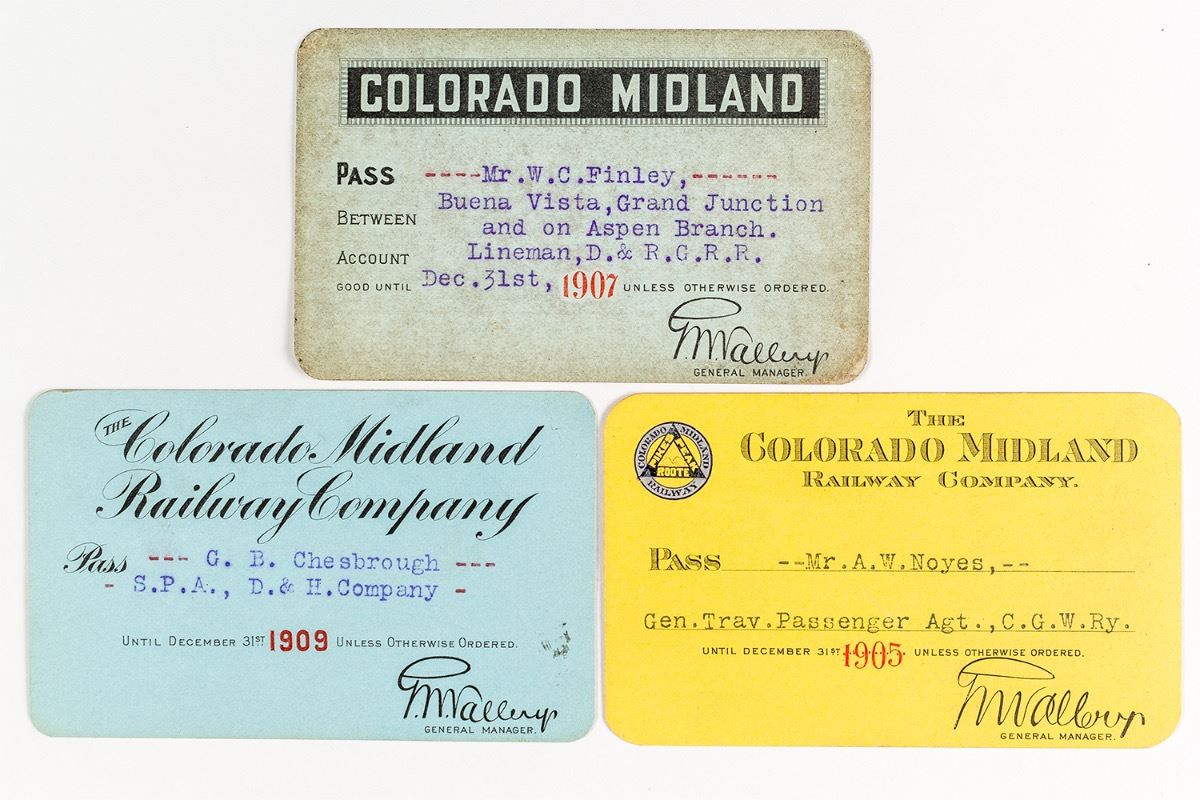 COLORADO MIDLAND
PASS ----Mr.W.C.Finley,------
BETWEEN Buena Vista,Grand Junction
and on Aspen Branch.
ACCOUNT Lineman,D.& R.G.R.R.
GOOD UNTIL Dec.31st, 1907 UNLESS OTHERWISE ORDERED.
GENERAL MANAGER.
THE Colorado Midland
Railway Company
Pass --- G. B. Chesbrough ---
- S.P.A., D.& H.Company -
UNTIL DECEMBER 31ST 1909 UNLESS OTHERWISE ORDERED.
GENERAL MANAGER.
COLORADO MIDLAND
PIKE'S PEAK
ROUTE
RAILWAY
THE
COLORADO MIDLAND
RAILWAY COMPANY.
PASS --Mr.A.W.Noyes,--
Gen.Trav.Passenger Agt.,C.G.W.Ry.
UNTIL DECEMBER 31ST 1905 UNLESS OTHERWISE ORDERED.
GENERAL MANAGER.